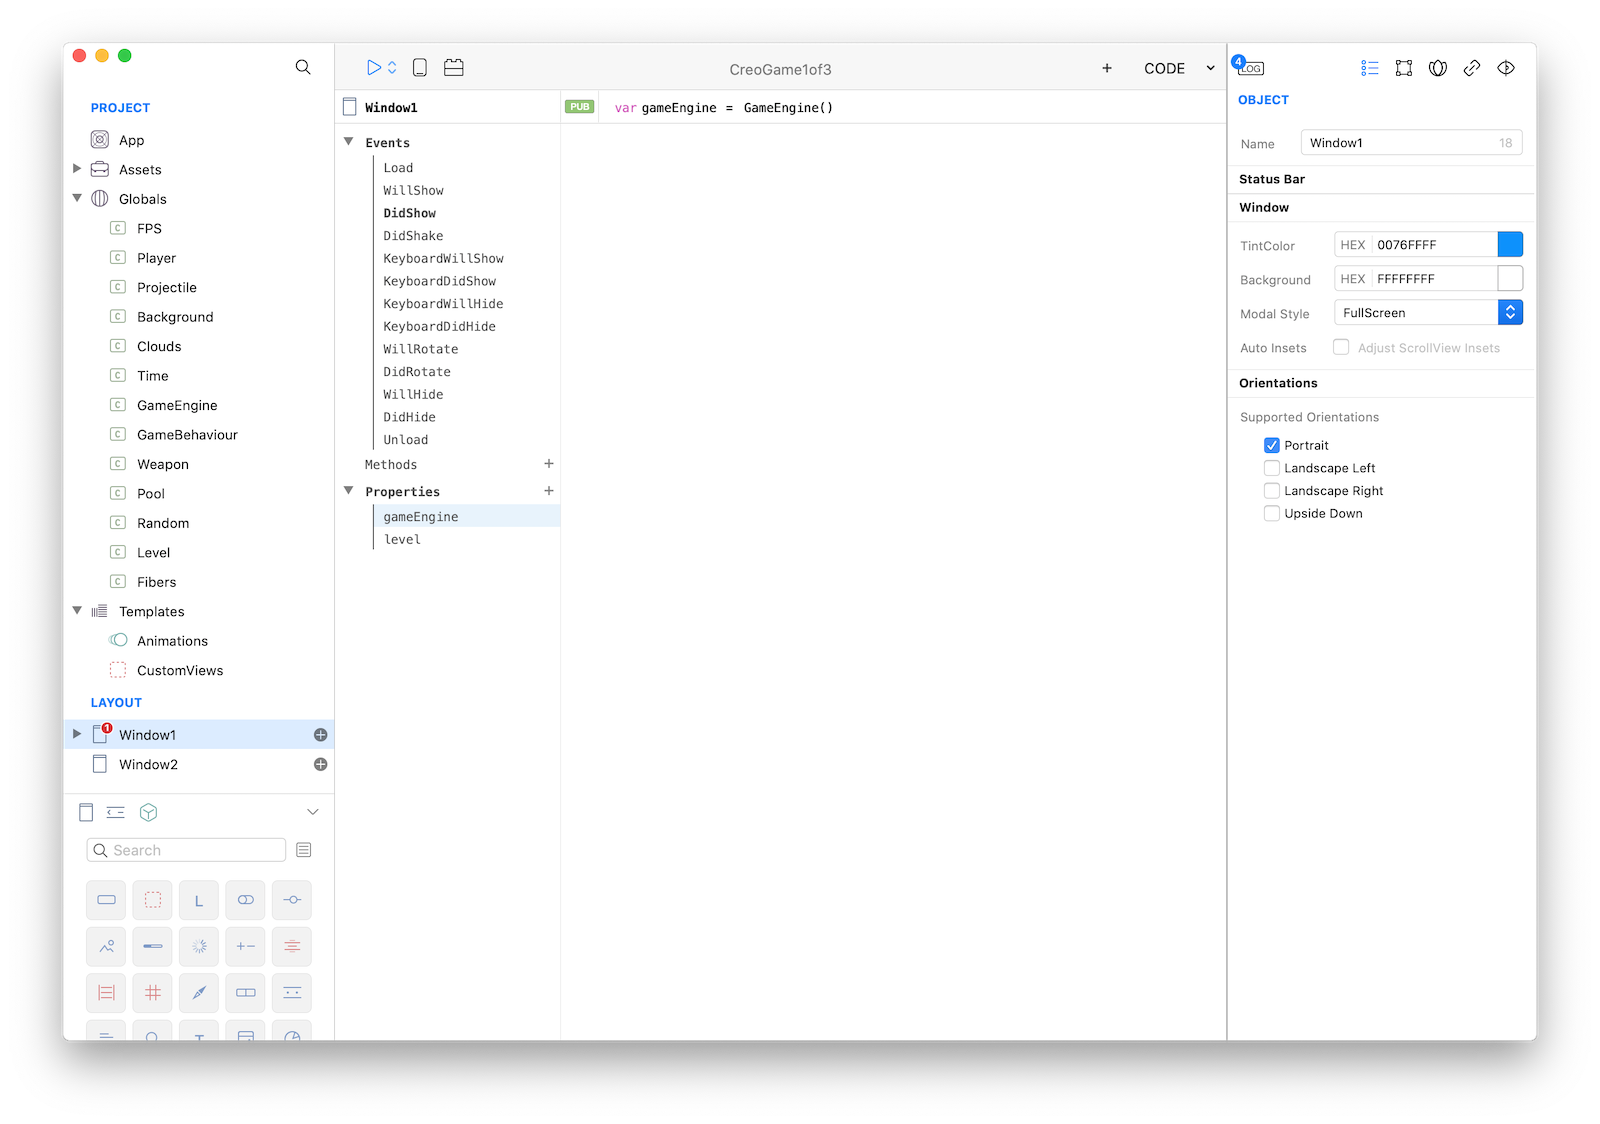 PROJECT
App
Assets
Globals
C FPS
C Player
C Projectile
C Background
C Clouds
C Time
C GameEngine
C GameBehaviour
C Weapon
C Pool
C Random
C Level
C Fibers
Templates
Animations
CustomViews
LAYOUT
1
Window1
Window2
Search
L
T
CreoGame1of3
+ CODE
Window1
PUB var gameEngine = GameEngine()
Events
Load
WillShow
DidShow
DidShake
KeyboardWillShow
KeyboardDidShow
KeyboardWillHide
KeyboardDidHide
WillRotate
DidRotate
WillHide
DidHide
Unload
Methods +
Properties +
gameEngine
level
4
LOG
OBJECT
Name Window1 18
Status Bar
Window
TintColor HEX 0076FFFF
Background HEX FFFFFFFF
Modal Style FullScreen
Auto Insets Adjust ScrollView Insets
Orientations
Supported Orientations
Portrait
Landscape Left
Landscape Right
Upside Down